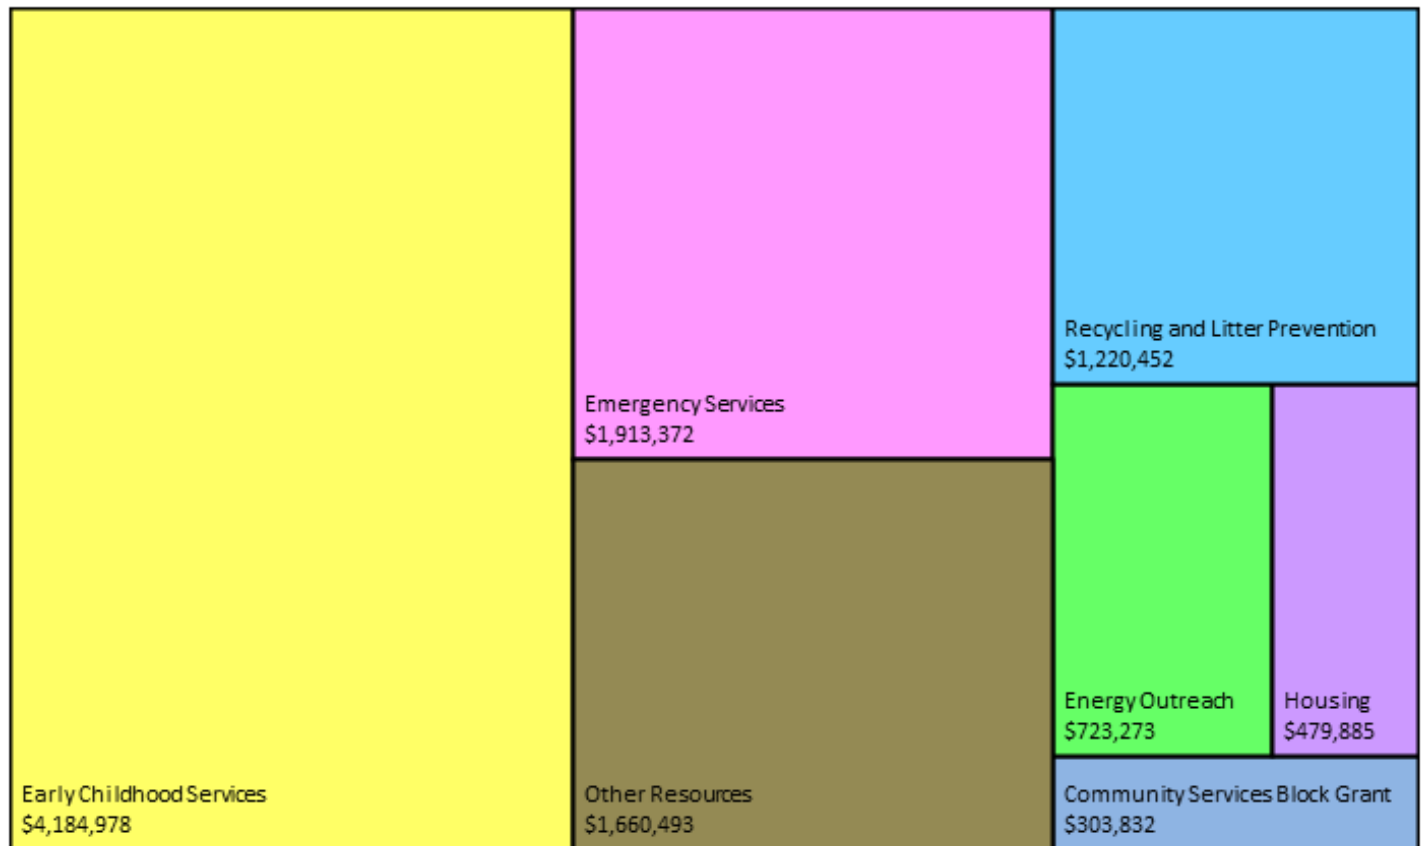 Early Childhood Services
$4,184,978
Emergency Services
$1,913,372
Other Resources
$1,660,493
Recycling and Litter Prevention
$1,220,452
Energy Outreach
$723,273
Housing
$479,885
Community Services Block Grant
$303,832